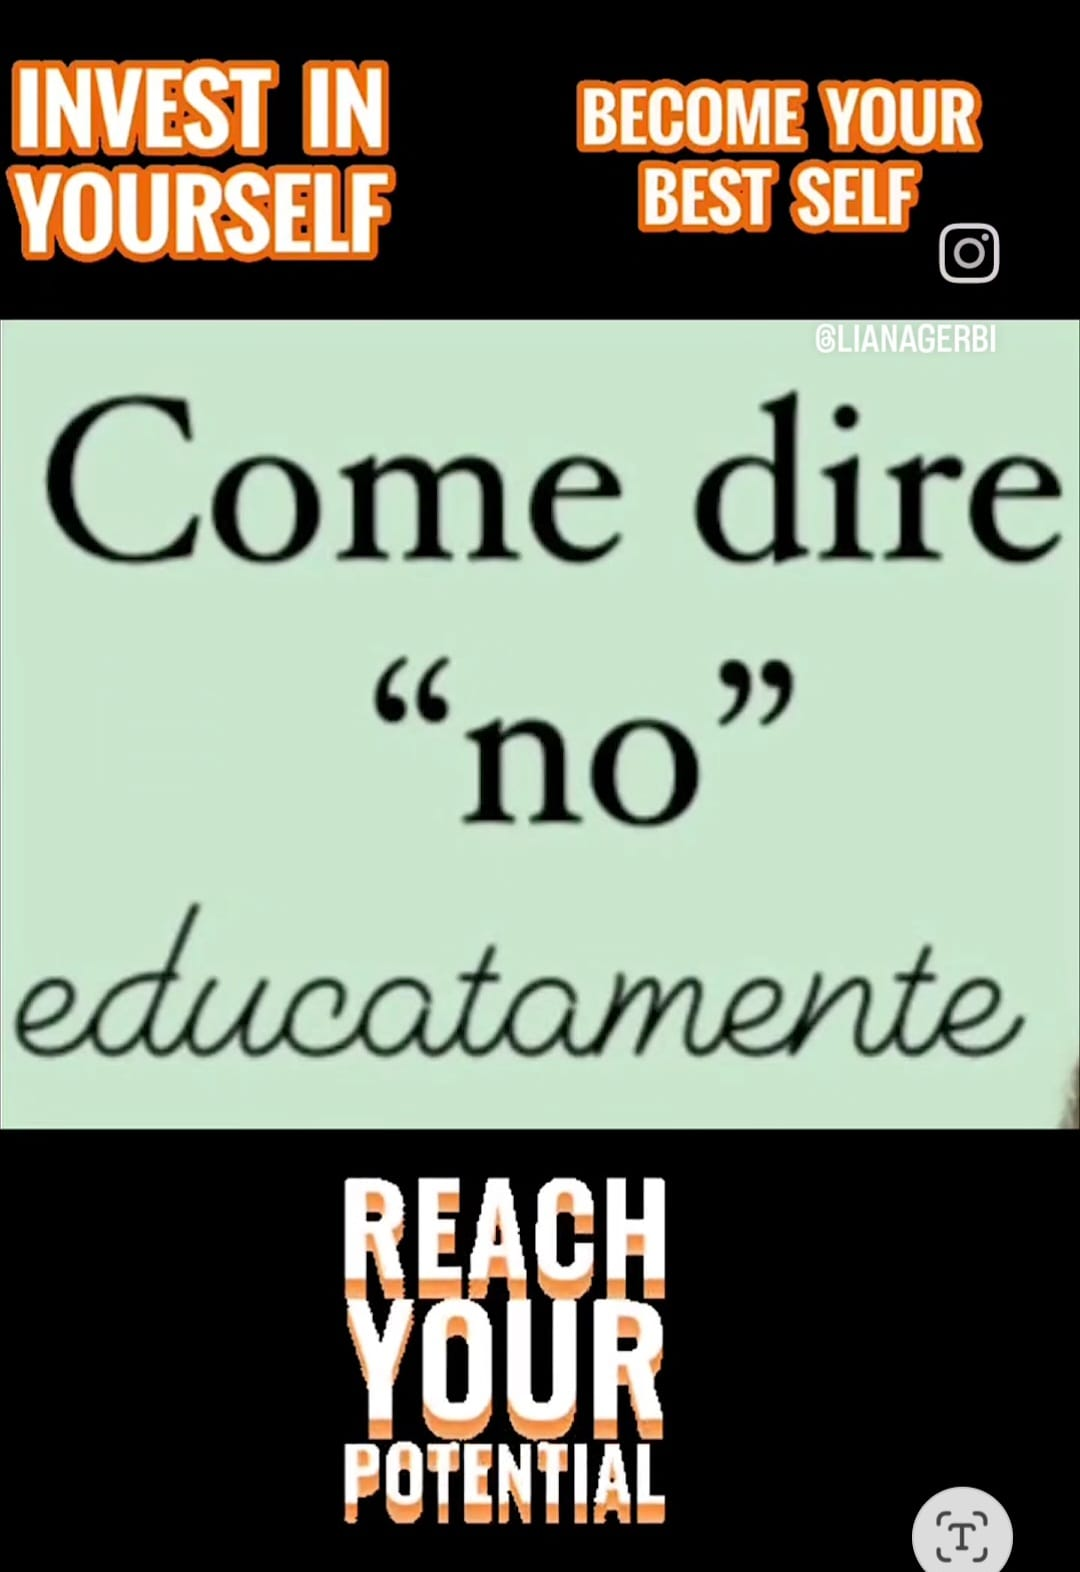 INVEST IN
YOURSELF
BECOME YOUR
BEST SELF
@LIANAGERBI
Come dire
“no”
educatamente
REACH
YOUR
POTENTIAL